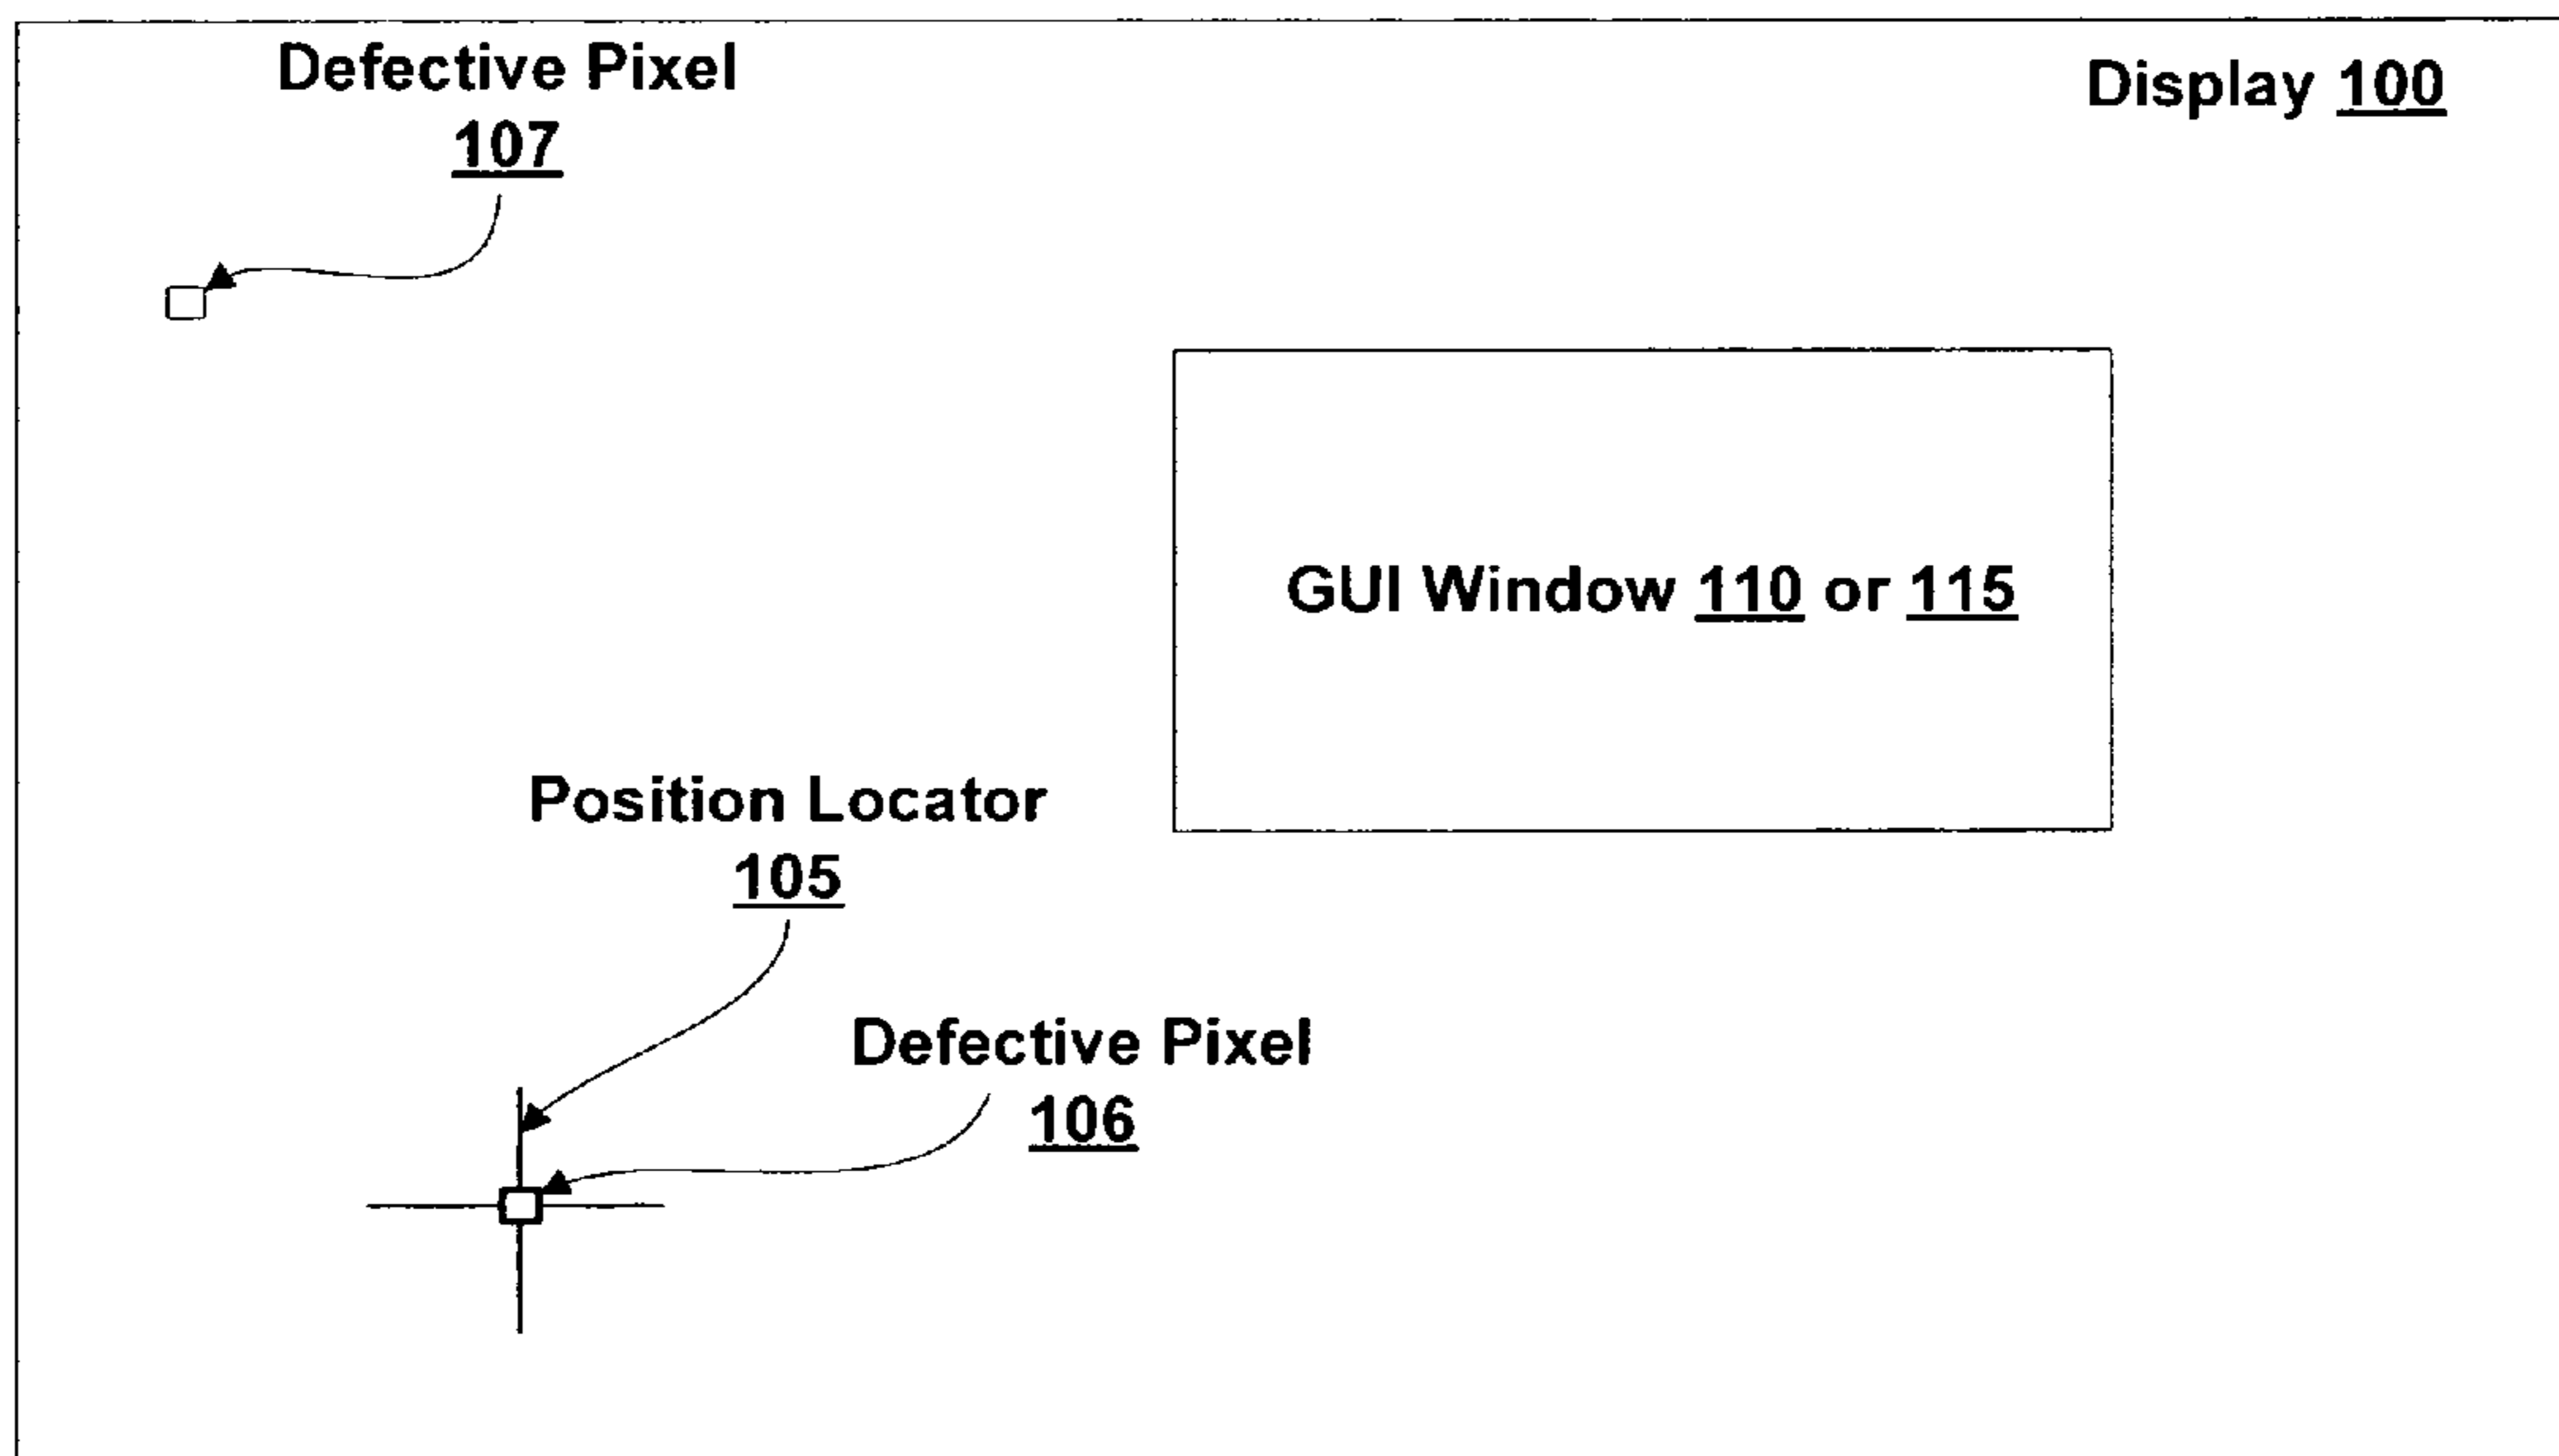 Defective Pixel
107
Display 100
GUI Window 110 or 115
Position Locator
105
Defective Pixel
106